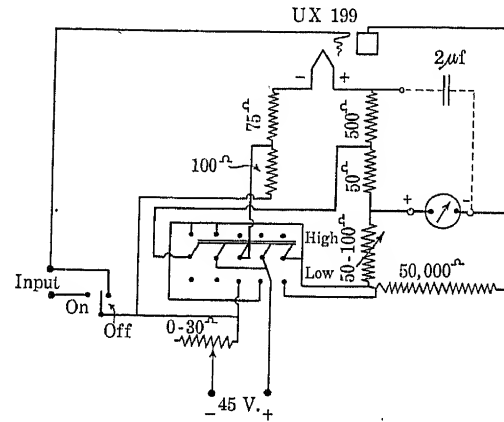 UX 199
2μf
- +
75Ω
500Ω
100Ω
50Ω
+ -
High
50-100Ω
Low
50,000Ω
Input
On
Off
0-30Ω
- 45 V. +